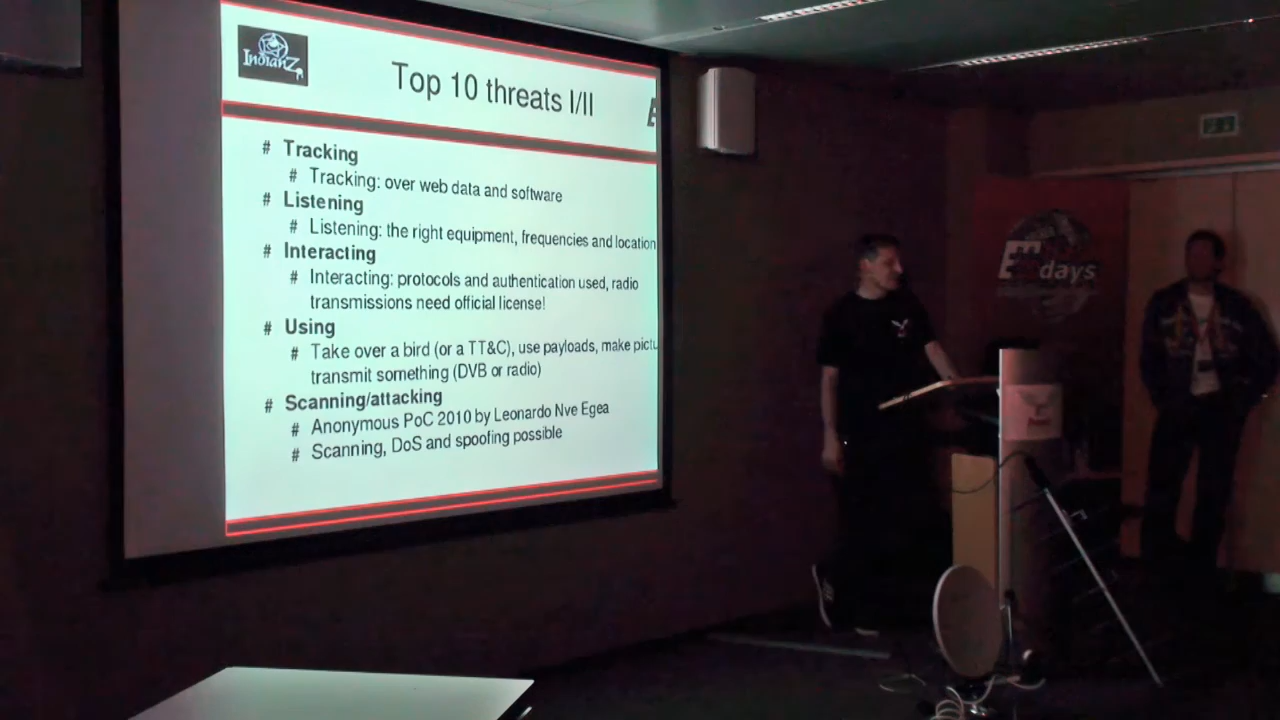 IndianZ
Top 10 threats I/II
# Tracking
# Tracking: over web data and software
# Listening
# Listening: the right equipment, frequencies and location
# Interacting
# Interacting: protocols and authentication used, radio
transmissions need official license!
# Using
# Take over a bird (or a TT&C), use payloads, make pictu
transmit something (DVB or radio)
# Scanning/attacking
# Anonymous PoC 2010 by Leonardo Nve Egea
# Scanning, DoS and spoofing possible
days